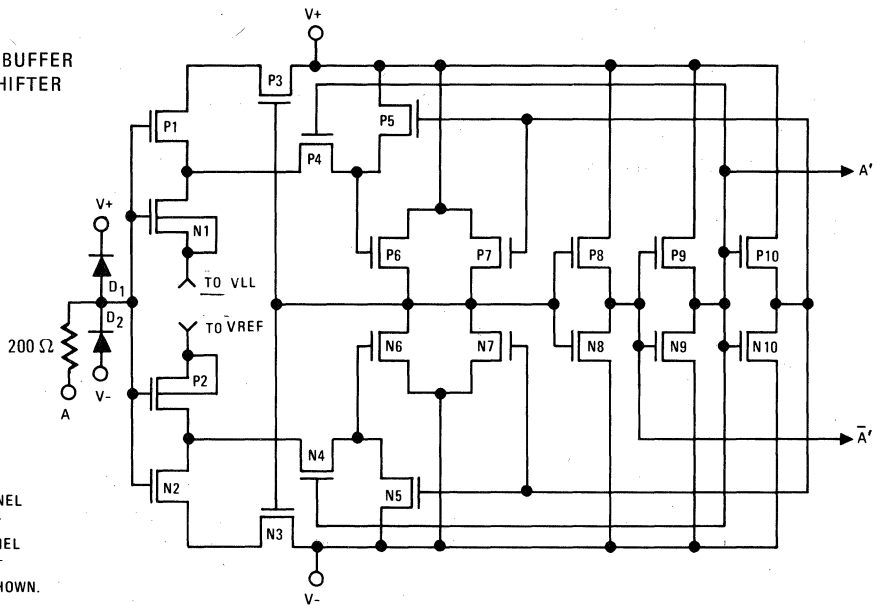 BUFFER
HIFTER
V+
P3
P1
P4
P5
A'
N1
V+
P6
P7
P8
P9
P10
D1
TO VLL
D2
TO VREF
200 Ω
N6
N7
N8
N9
N10
A
V-
P2
A̅'
N4
N2
N5
NEL
N3
NEL
HOWN.
V-